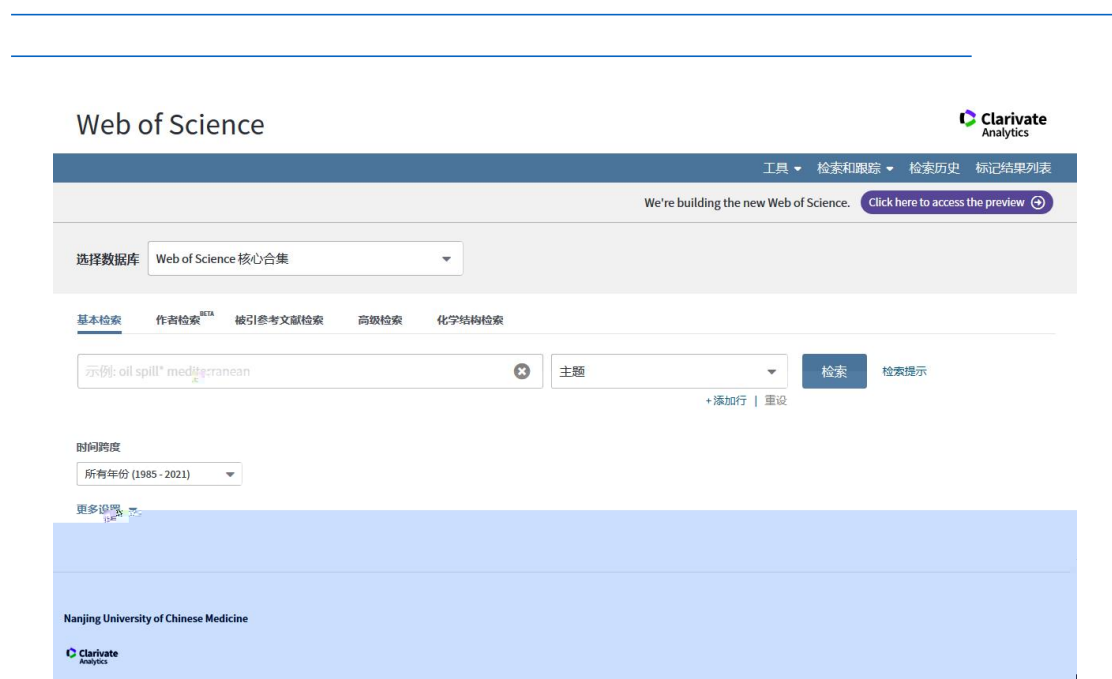 Web of Science
Clarivate
Analytics
工具 检索和跟踪 检索历史 标记结果列表
We're building the new Web of Science. Click here to access the preview
选择数据库 Web of Science 核心合集
基本检索 作者检索BETA 被引参考文献检索 高级检索 化学结构检索
示例: oil spill* mediterranean 主题 检索 检索提示
+添加行 | 重设
时间跨度
所有年份 (1985 - 2021)
更多设置
Nanjing University of Chinese Medicine
Clarivate
Analytics